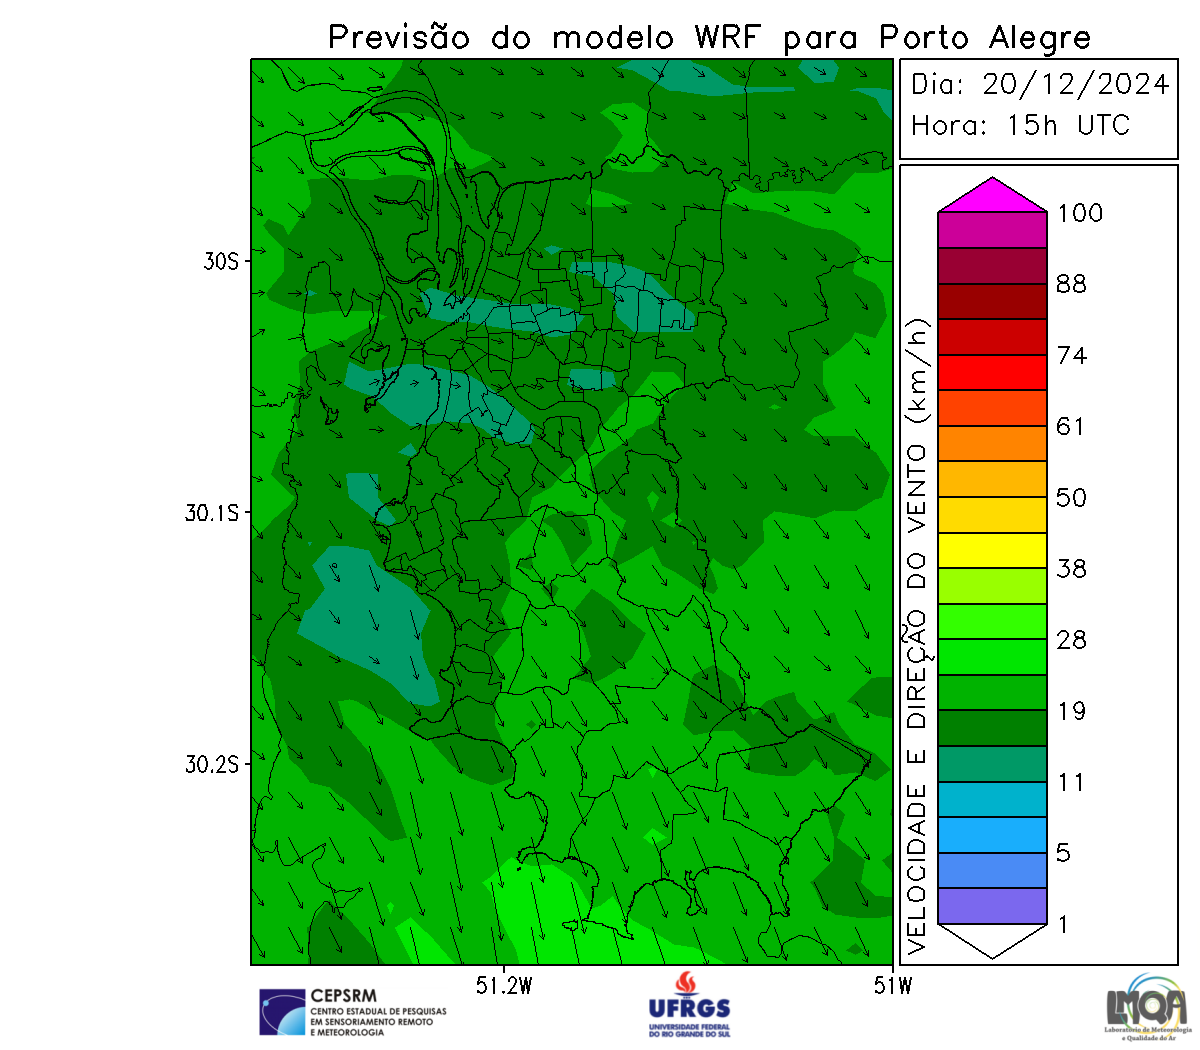 Previsão do modelo WRF para Porto Alegre
Dia: 20/12/2024
Hora: 15h UTC
100
88
74
61
50
38
28
19
11
5
1
VELOCIDADE E DIREÇÃO DO VENTO (km/h)
30S
30.1S
30.2S
51.2W
51W
CEPSRM
CENTRO ESTADUAL DE PESQUISAS
EM SENSORIAMENTO REMOTO
E METEOROLOGIA
UFRGS
UNIVERSIDADE FEDERAL
DO RIO GRANDE DO SUL
LMQA
Laboratório de Meteorologia
e Qualidade do Ar